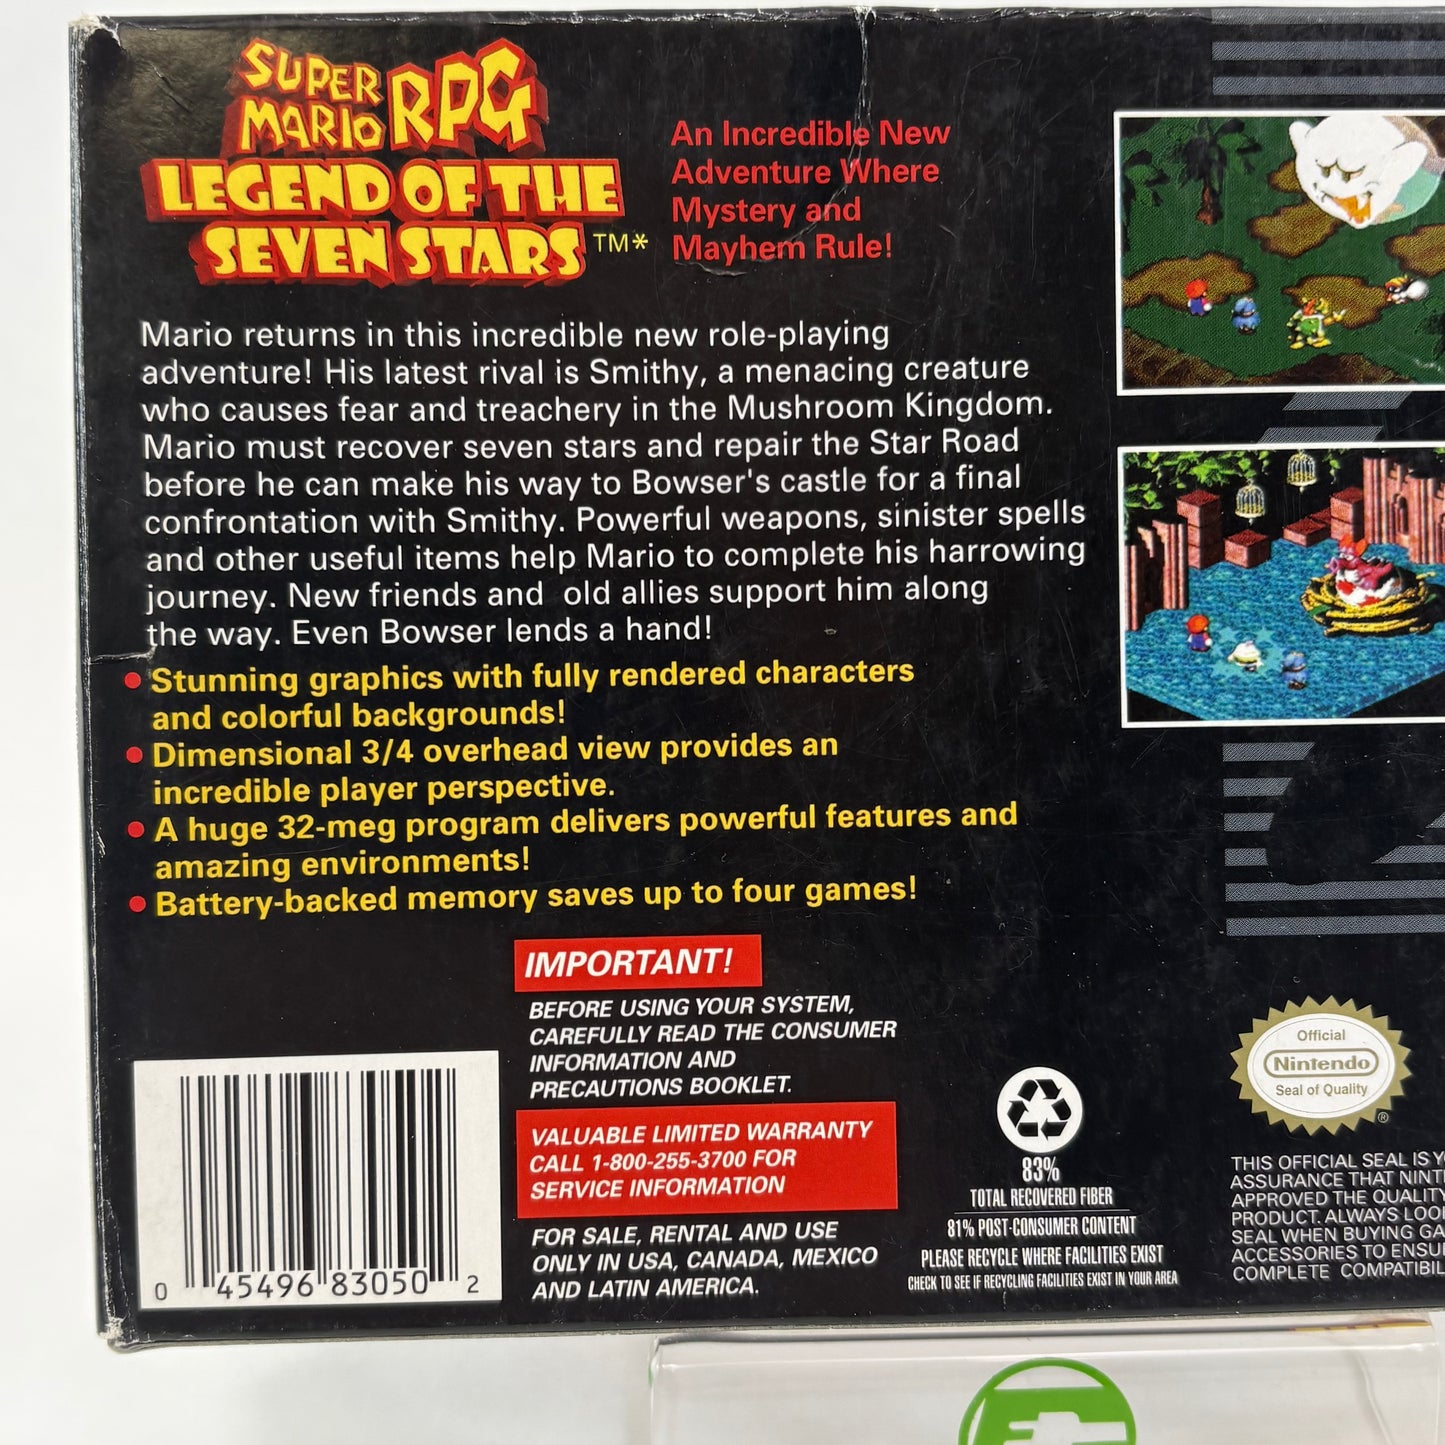 SUPER
MARIO RPG
LEGEND OF THE
SEVEN STARS TM*
An Incredible New
Adventure Where
Mystery and
Mayhem Rule!
Mario returns in this incredible new role-playing
adventure! His latest rival is Smithy, a menacing creature
who causes fear and treachery in the Mushroom Kingdom.
Mario must recover seven stars and repair the Star Road
before he can make his way to Bowser's castle for a final
confrontation with Smithy. Powerful weapons, sinister spells
and other useful items help Mario to complete his harrowing
journey. New friends and old allies support him along
the way. Even Bowser lends a hand!
• Stunning graphics with fully rendered characters
and colorful backgrounds!
• Dimensional 3/4 overhead view provides an
incredible player perspective.
• A huge 32-meg program delivers powerful features and
amazing environments!
• Battery-backed memory saves up to four games!
IMPORTANT!
BEFORE USING YOUR SYSTEM,
CAREFULLY READ THE CONSUMER
INFORMATION AND
PRECAUTIONS BOOKLET.
VALUABLE LIMITED WARRANTY
CALL 1-800-255-3700 FOR
SERVICE INFORMATION
FOR SALE, RENTAL AND USE
ONLY IN USA, CANADA, MEXICO
AND LATIN AMERICA.
0 45496 83050 2
83%
TOTAL RECOVERED FIBER
81% POST-CONSUMER CONTENT
PLEASE RECYCLE WHERE FACILITIES EXIST
CHECK TO SEE IF RECYCLING FACILITIES EXIST IN YOUR AREA
Official
Nintendo
Seal of Quality
®
THIS OFFICIAL SEAL IS
ASSURANCE THAT
APPROVED THE QUALITY
PRODUCT. ALWAYS
SEAL WHEN BUYING
ACCESSORIES TO
COMPLETE